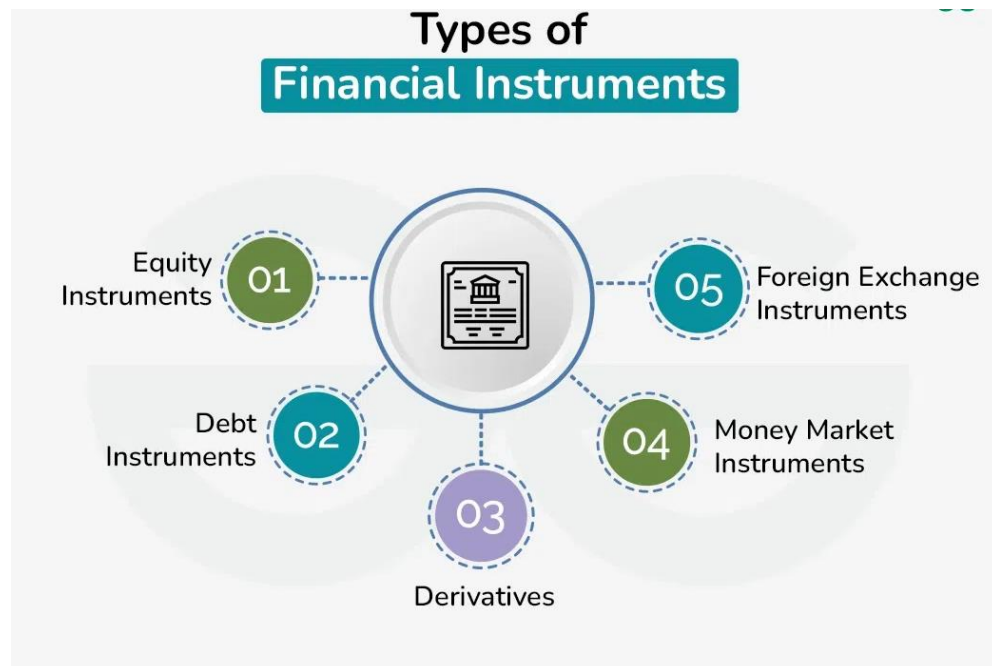 Types of
Financial Instruments
01
Equity
Instruments
02
Debt
Instruments
03
Derivatives
04
Money Market
Instruments
05
Foreign Exchange
Instruments